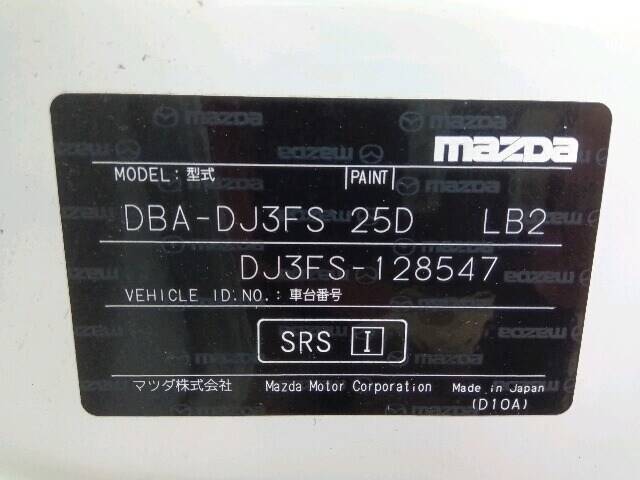 mazda
MODEL: 型式 PAINT
DBA-DJ3FS 25D LB2
DJ3FS-128547
VEHICLE ID.NO.: 車台番号
SRS I
マツダ株式会社 Mazda Motor Corporation Made in Japan
(D10A)